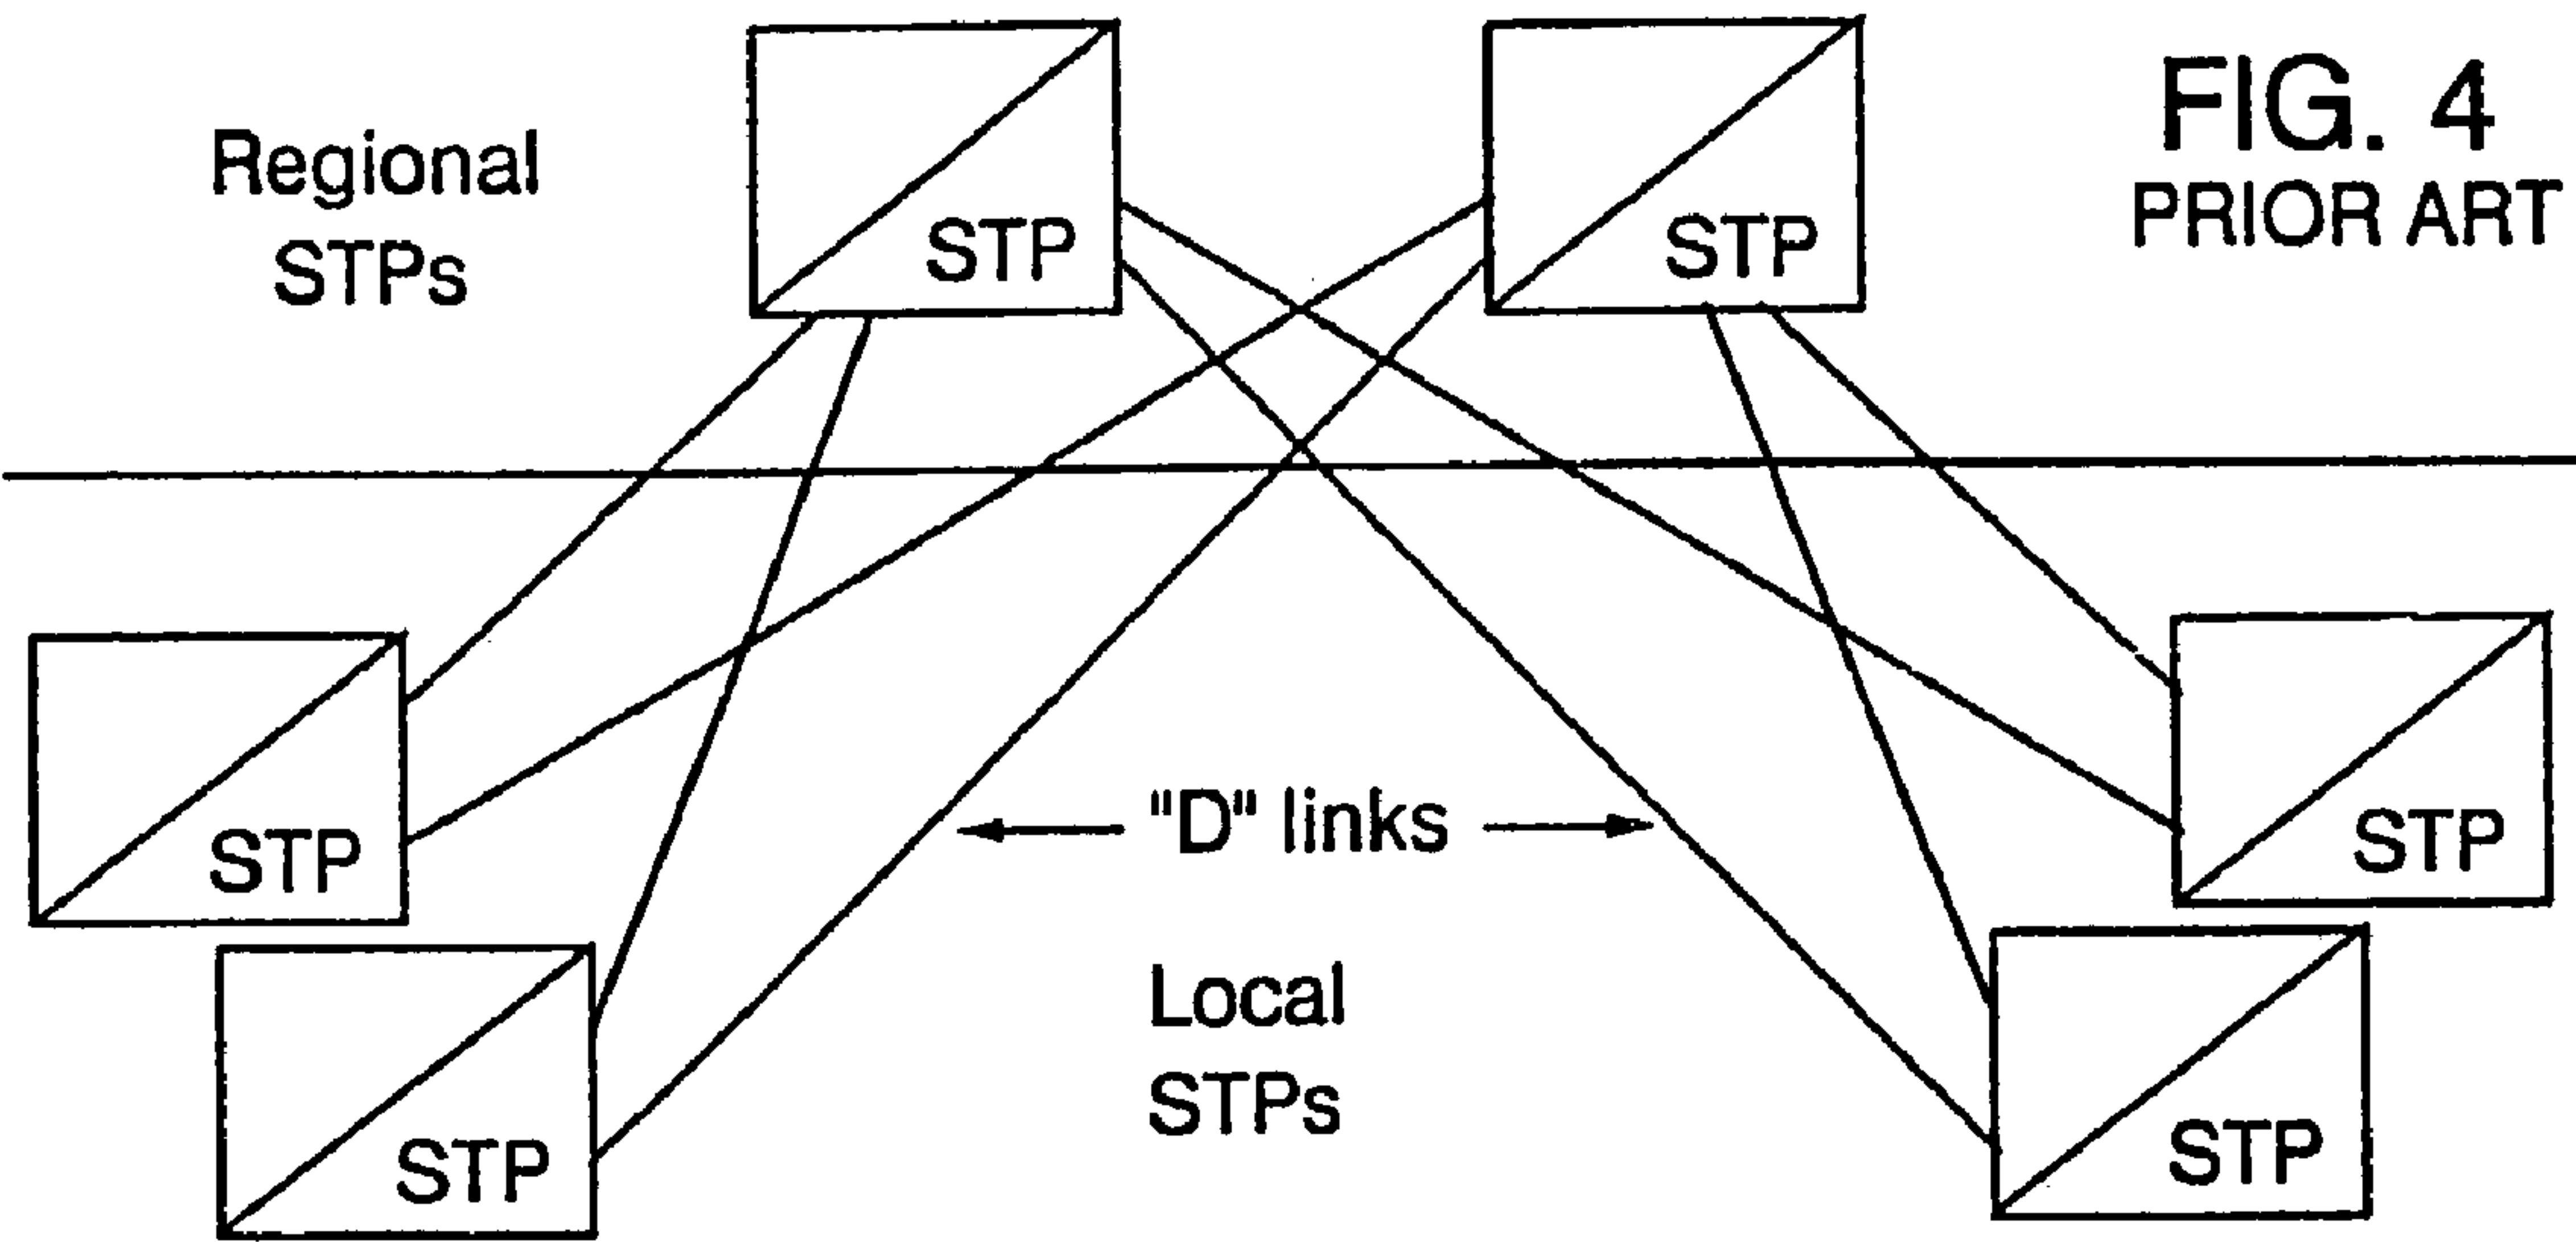 FIG. 4
PRIOR ART
Regional
STPs
STP
STP
STP
STP
"D" links
STP
STP
Local
STPs